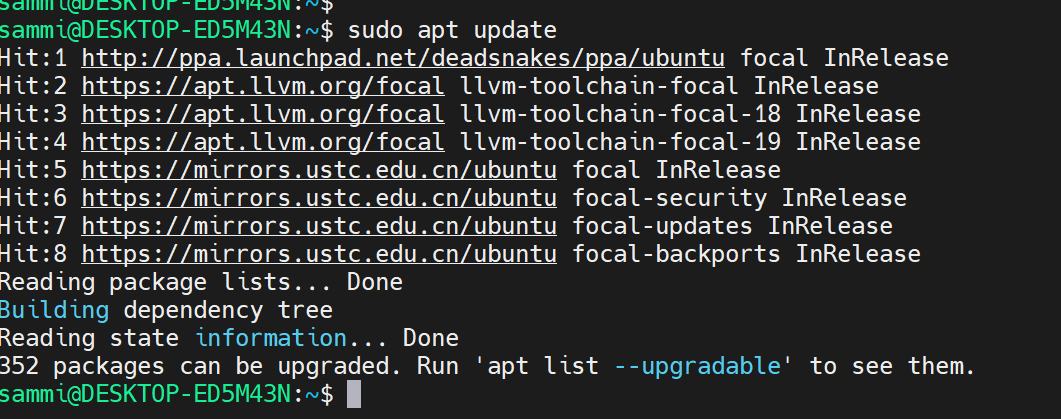 sammi@DESKTOP-ED5M43N:~$
sammi@DESKTOP-ED5M43N:~$ sudo apt update
Hit:1 http://ppa.launchpad.net/deadsnakes/ppa/ubuntu focal InRelease
Hit:2 https://apt.llvm.org/focal llvm-toolchain-focal InRelease
Hit:3 https://apt.llvm.org/focal llvm-toolchain-focal-18 InRelease
Hit:4 https://apt.llvm.org/focal llvm-toolchain-focal-19 InRelease
Hit:5 https://mirrors.ustc.edu.cn/ubuntu focal InRelease
Hit:6 https://mirrors.ustc.edu.cn/ubuntu focal-security InRelease
Hit:7 https://mirrors.ustc.edu.cn/ubuntu focal-updates InRelease
Hit:8 https://mirrors.ustc.edu.cn/ubuntu focal-backports InRelease
Reading package lists... Done
Building dependency tree
Reading state information... Done
352 packages can be upgraded. Run 'apt list --upgradable' to see them.
sammi@DESKTOP-ED5M43N:~$